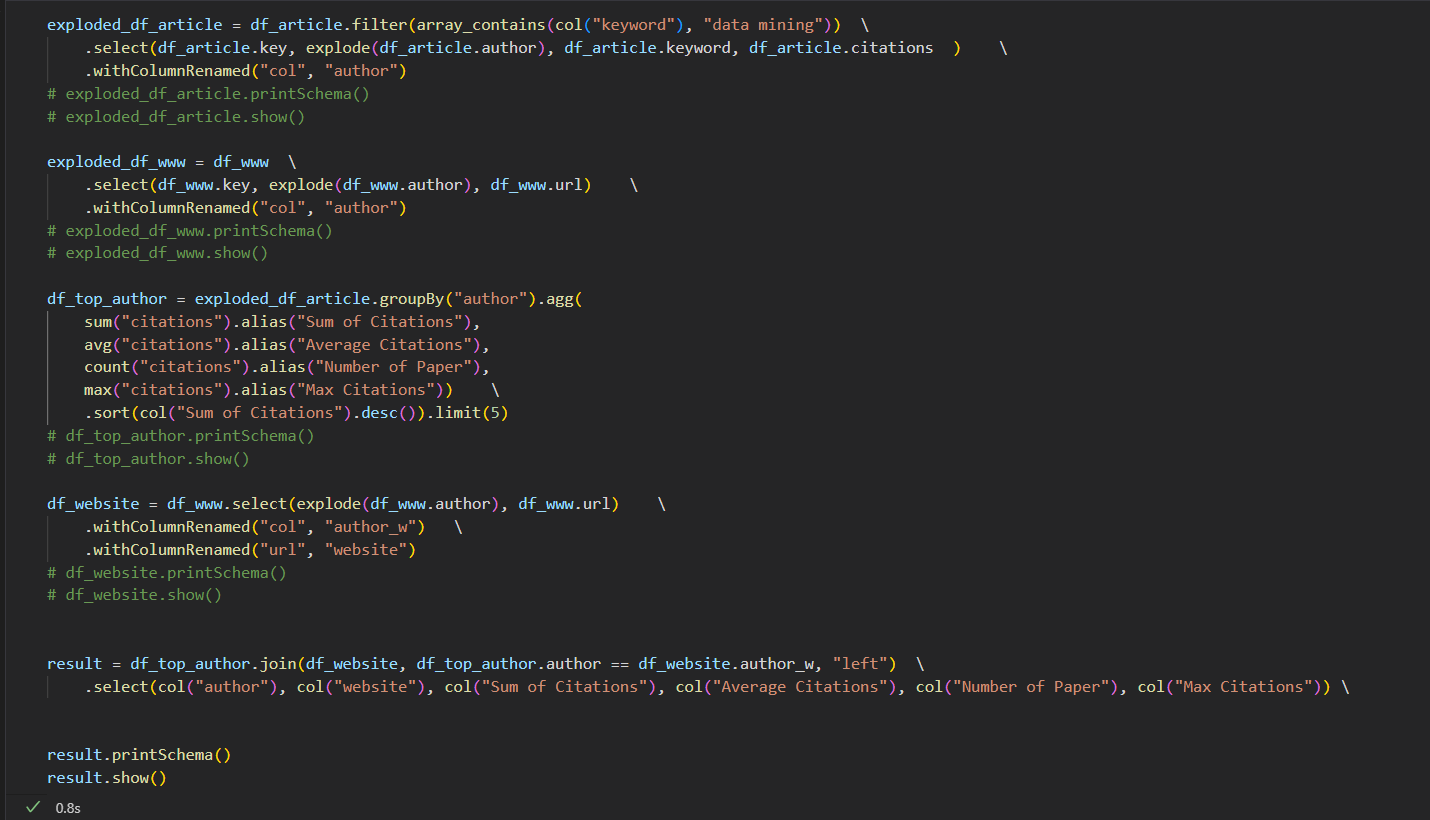 exploded_df_article = df_article.filter(array_contains(col("keyword"), "data mining"))  \
    .select(df_article.key, explode(df_article.author), df_article.keyword, df_article.citations  )    \
    .withColumnRenamed("col", "author")
# exploded_df_article.printSchema()
# exploded_df_article.show()

exploded_df_www = df_www  \
    .select(df_www.key, explode(df_www.author), df_www.url)    \
    .withColumnRenamed("col", "author")
# exploded_df_www.printSchema()
# exploded_df_www.show()

df_top_author = exploded_df_article.groupBy("author").agg(
    sum("citations").alias("Sum of Citations"),
    avg("citations").alias("Average Citations"),
    count("citations").alias("Number of Paper"),
    max("citations").alias("Max Citations"))    \
    .sort(col("Sum of Citations").desc()).limit(5)
# df_top_author.printSchema()
# df_top_author.show()

df_website = df_www.select(explode(df_www.author), df_www.url)    \
    .withColumnRenamed("col", "author_w")   \
    .withColumnRenamed("url", "website")
# df_website.printSchema()
# df_website.show()


result = df_top_author.join(df_website, df_top_author.author == df_website.author_w, "left")  \
    .select(col("author"), col("website"), col("Sum of Citations"), col("Average Citations"), col("Number of Paper"), col("Max Citations")) \


result.printSchema()
result.show()
✓ 0.8s